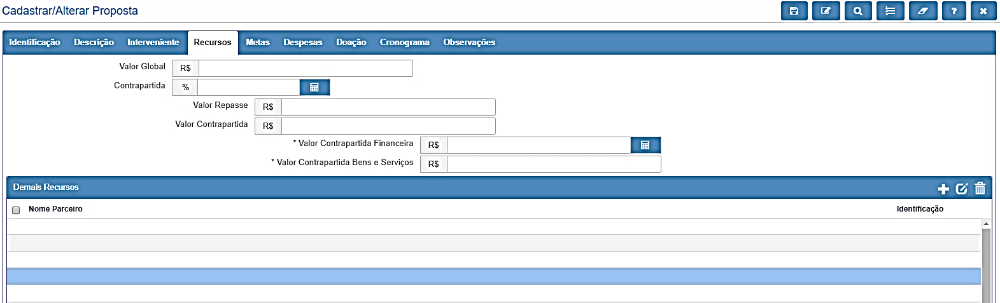 Cadastrar/Alterar Proposta
Identificação Descrição Interveniente Recursos Metas Despesas Doação Cronograma Observações
Valor Global R$
Contrapartida %
Valor Repasse R$
Valor Contrapartida R$
* Valor Contrapartida Financeira R$
* Valor Contrapartida Bens e Serviços R$
Demais Recursos
Nome Parceiro Identificação